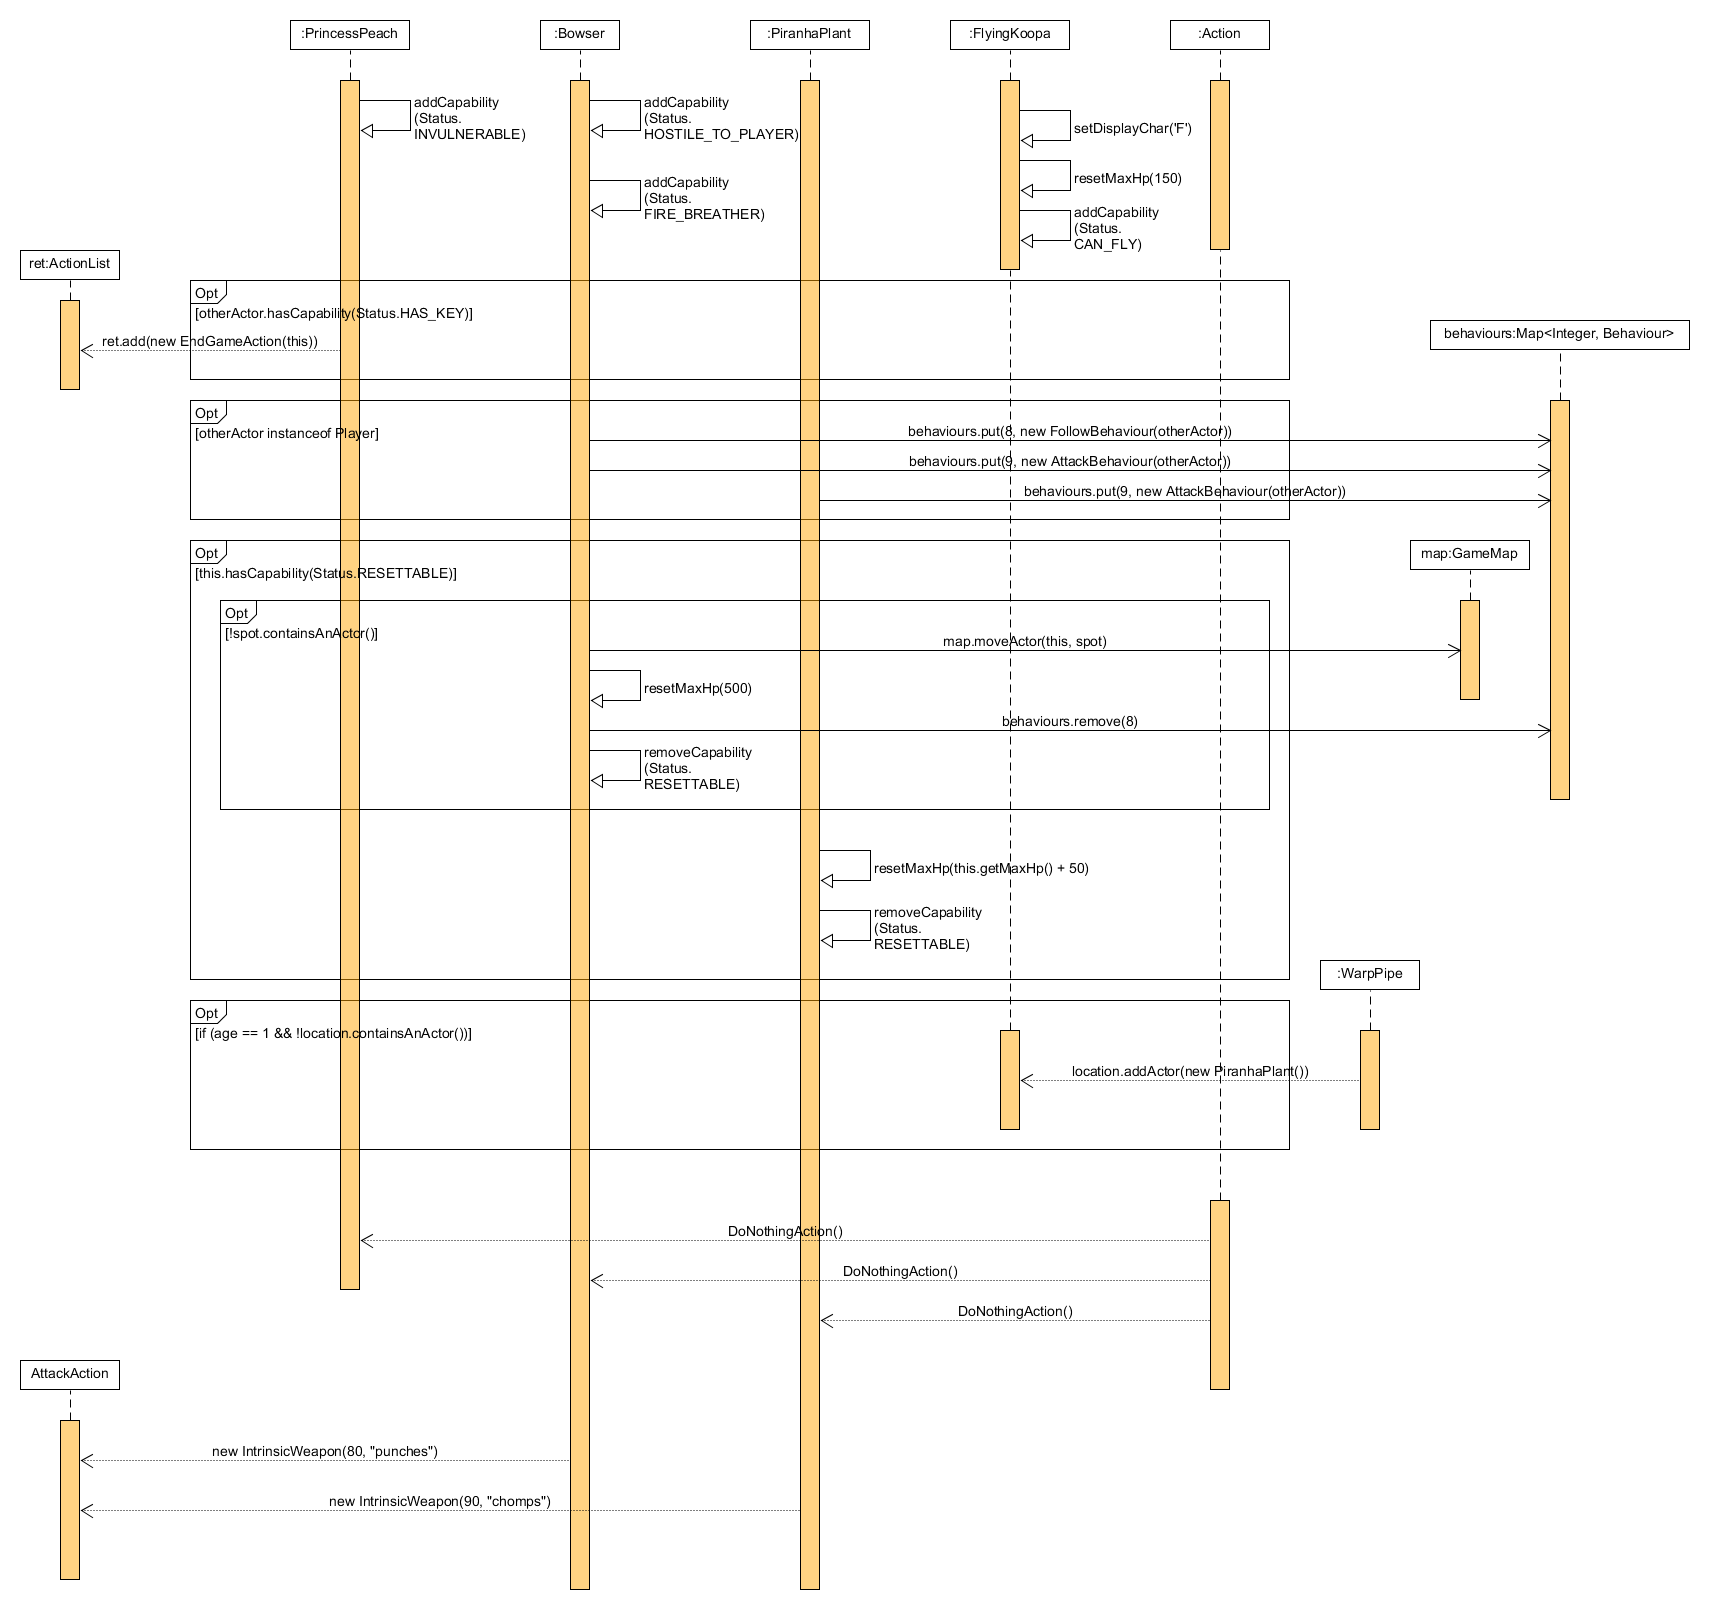 :PrincessPeach
:Bowser
:PiranhaPlant
:FlyingKoopa
:Action
addCapability
(Status.
INVULNERABLE)
addCapability
(Status.
HOSTILE_TO_PLAYER)
setDisplayChar('F')
addCapability
(Status.
FIRE_BREATHER)
resetMaxHp(150)
addCapability
(Status.
CAN_FLY)
ret:ActionList
Opt
[otherActor.hasCapability(Status.HAS_KEY)]
ret.add(new EndGameAction(this))
behaviours:Map<Integer, Behaviour>
Opt
[otherActor instanceof Player]
behaviours.put(8, new FollowBehaviour(otherActor))
behaviours.put(9, new AttackBehaviour(otherActor))
behaviours.put(9, new AttackBehaviour(otherActor))
Opt
[this.hasCapability(Status.RESETTABLE)]
map:GameMap
Opt
[!spot.containsAnActor()]
map.moveActor(this, spot)
resetMaxHp(500)
behaviours.remove(8)
removeCapability
(Status.
RESETTABLE)
resetMaxHp(this.getMaxHp() + 50)
removeCapability
(Status.
RESETTABLE)
:WarpPipe
Opt
[if (age == 1 && !location.containsAnActor())]
location.addActor(new PiranhaPlant())
DoNothingAction()
DoNothingAction()
DoNothingAction()
AttackAction
new IntrinsicWeapon(80, "punches")
new IntrinsicWeapon(90, "chomps")